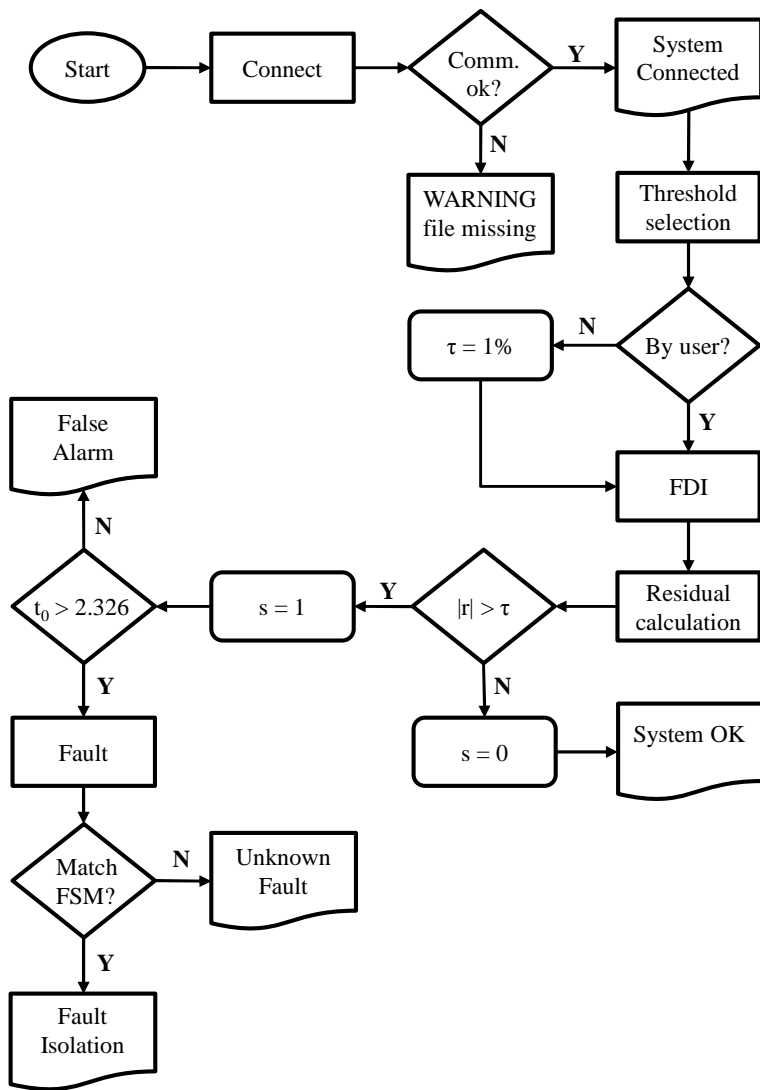 Start
Connect
Comm.
ok?
Y
System
Connected
N
WARNING
file missing
Threshold
selection
By user?
N
τ = 1%
Y
FDI
Residual
calculation
|r| > τ
Y
s = 1
t₀ > 2.326
N
False
Alarm
N
s = 0
System OK
Y
Fault
Match
FSM?
N
Unknown
Fault
Y
Fault
Isolation